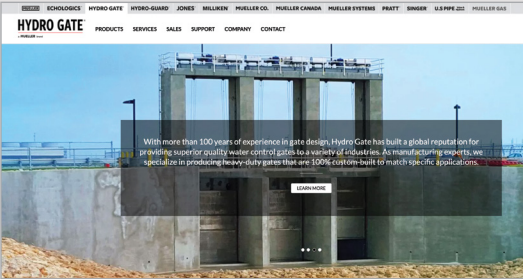 MUELLER ECHOLOGICS® HYDRO GATE® HYDRO-GUARD® JONES® MILLIKEN MUELLER CO. MUELLER CANADA MUELLER SYSTEMS PRATT® SINGER U.S PIPE MUELLER GAS
HYDRO GATE®
PRODUCTS SERVICES SALES SUPPORT COMPANY CONTACT
With more than 100 years of experience in gate design, Hydro Gate has built a global reputation for
providing superior quality water control gates to a variety of industries. As manufacturing experts, we
specialize in producing heavy-duty gates that are 100% custom-built to match specific applications.
LEARN MORE